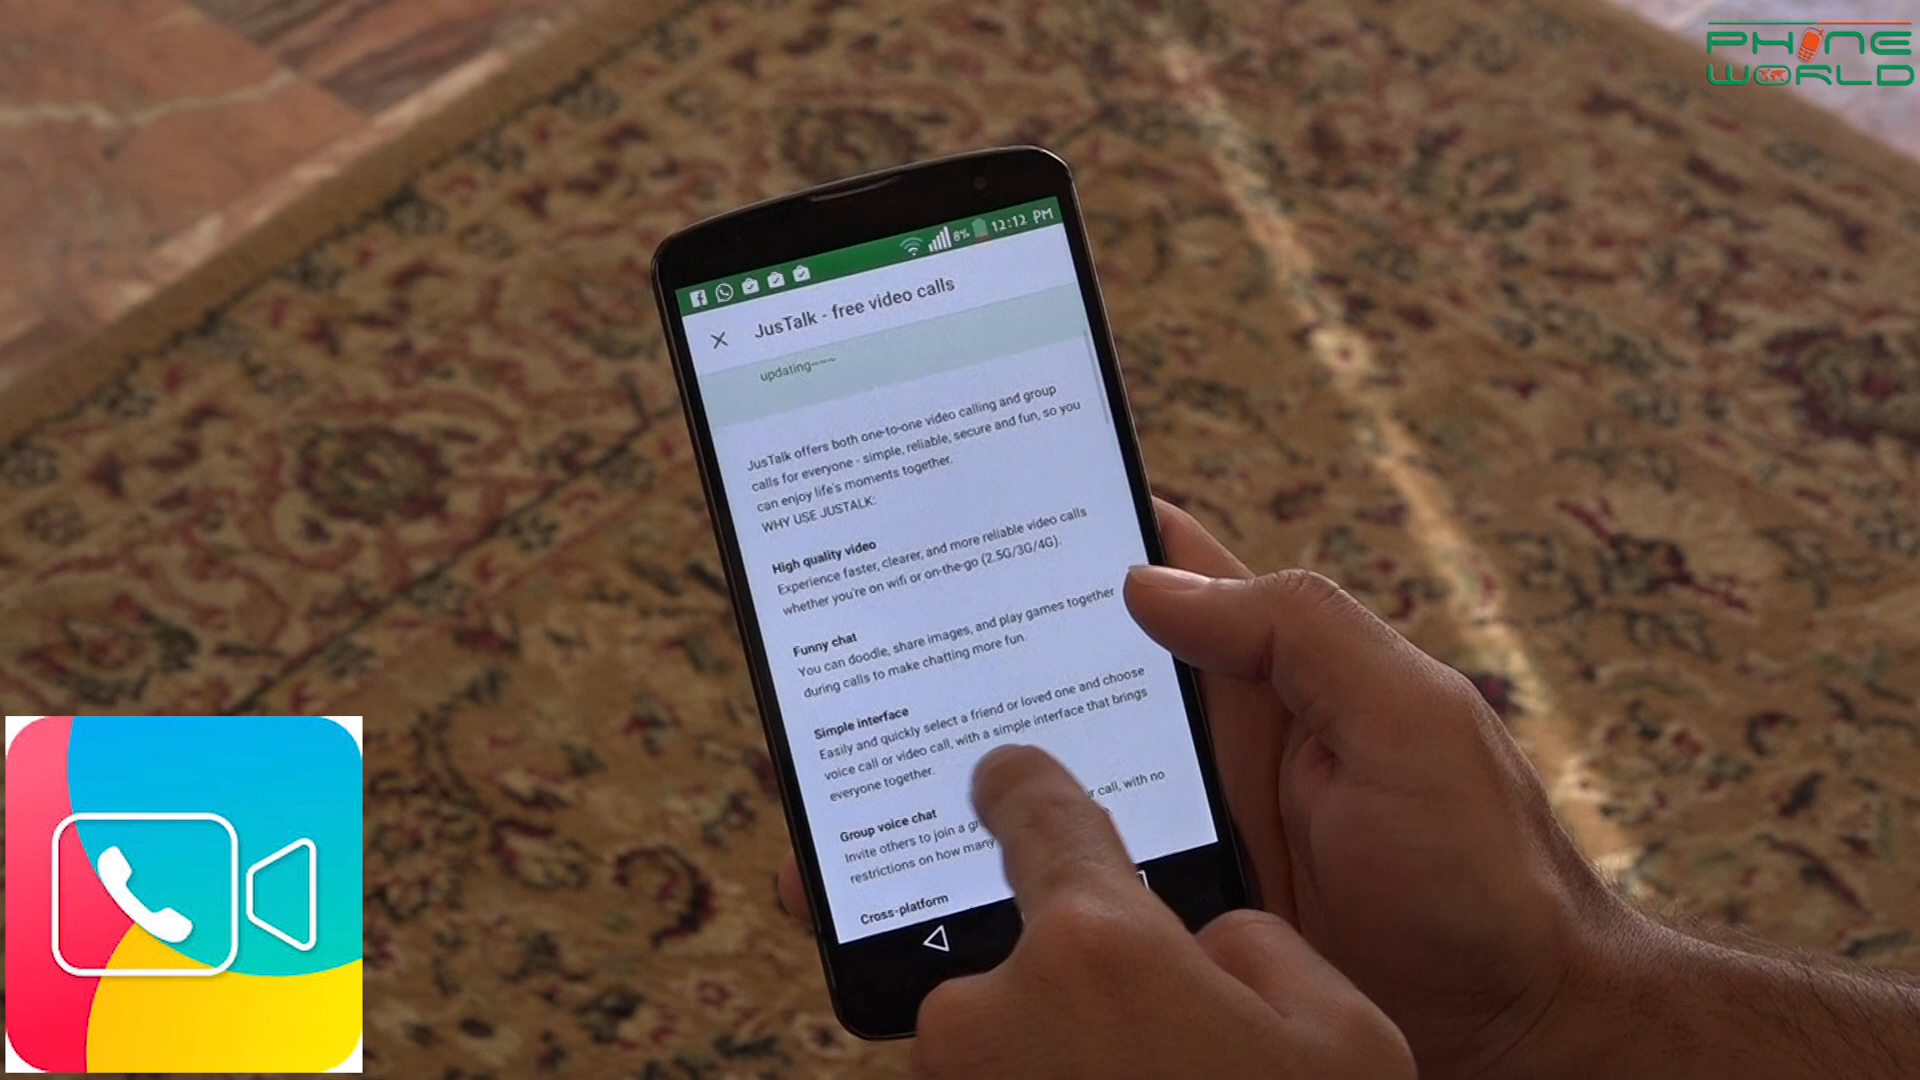 PHONE
WORLD
8% 12:12 PM
JusTalk - free video calls
updating~~~
JusTalk offers both one-to-one video calling and group
calls for everyone - simple, reliable, secure and fun, so you
can enjoy life's moments together.
WHY USE JUSTALK:
High quality video
Experience faster, clearer, and more reliable video calls
whether you're on wifi or on-the-go (2.5G/3G/4G).
Funny chat
You can doodle, share images, and play games together
during calls to make chatting more fun.
Simple interface
Easily and quickly select a friend or loved one and choose
voice call or video call, with a simple interface that brings
everyone together.
Group voice chat
Invite others to join a call, with no
restrictions on how many
Cross-platform